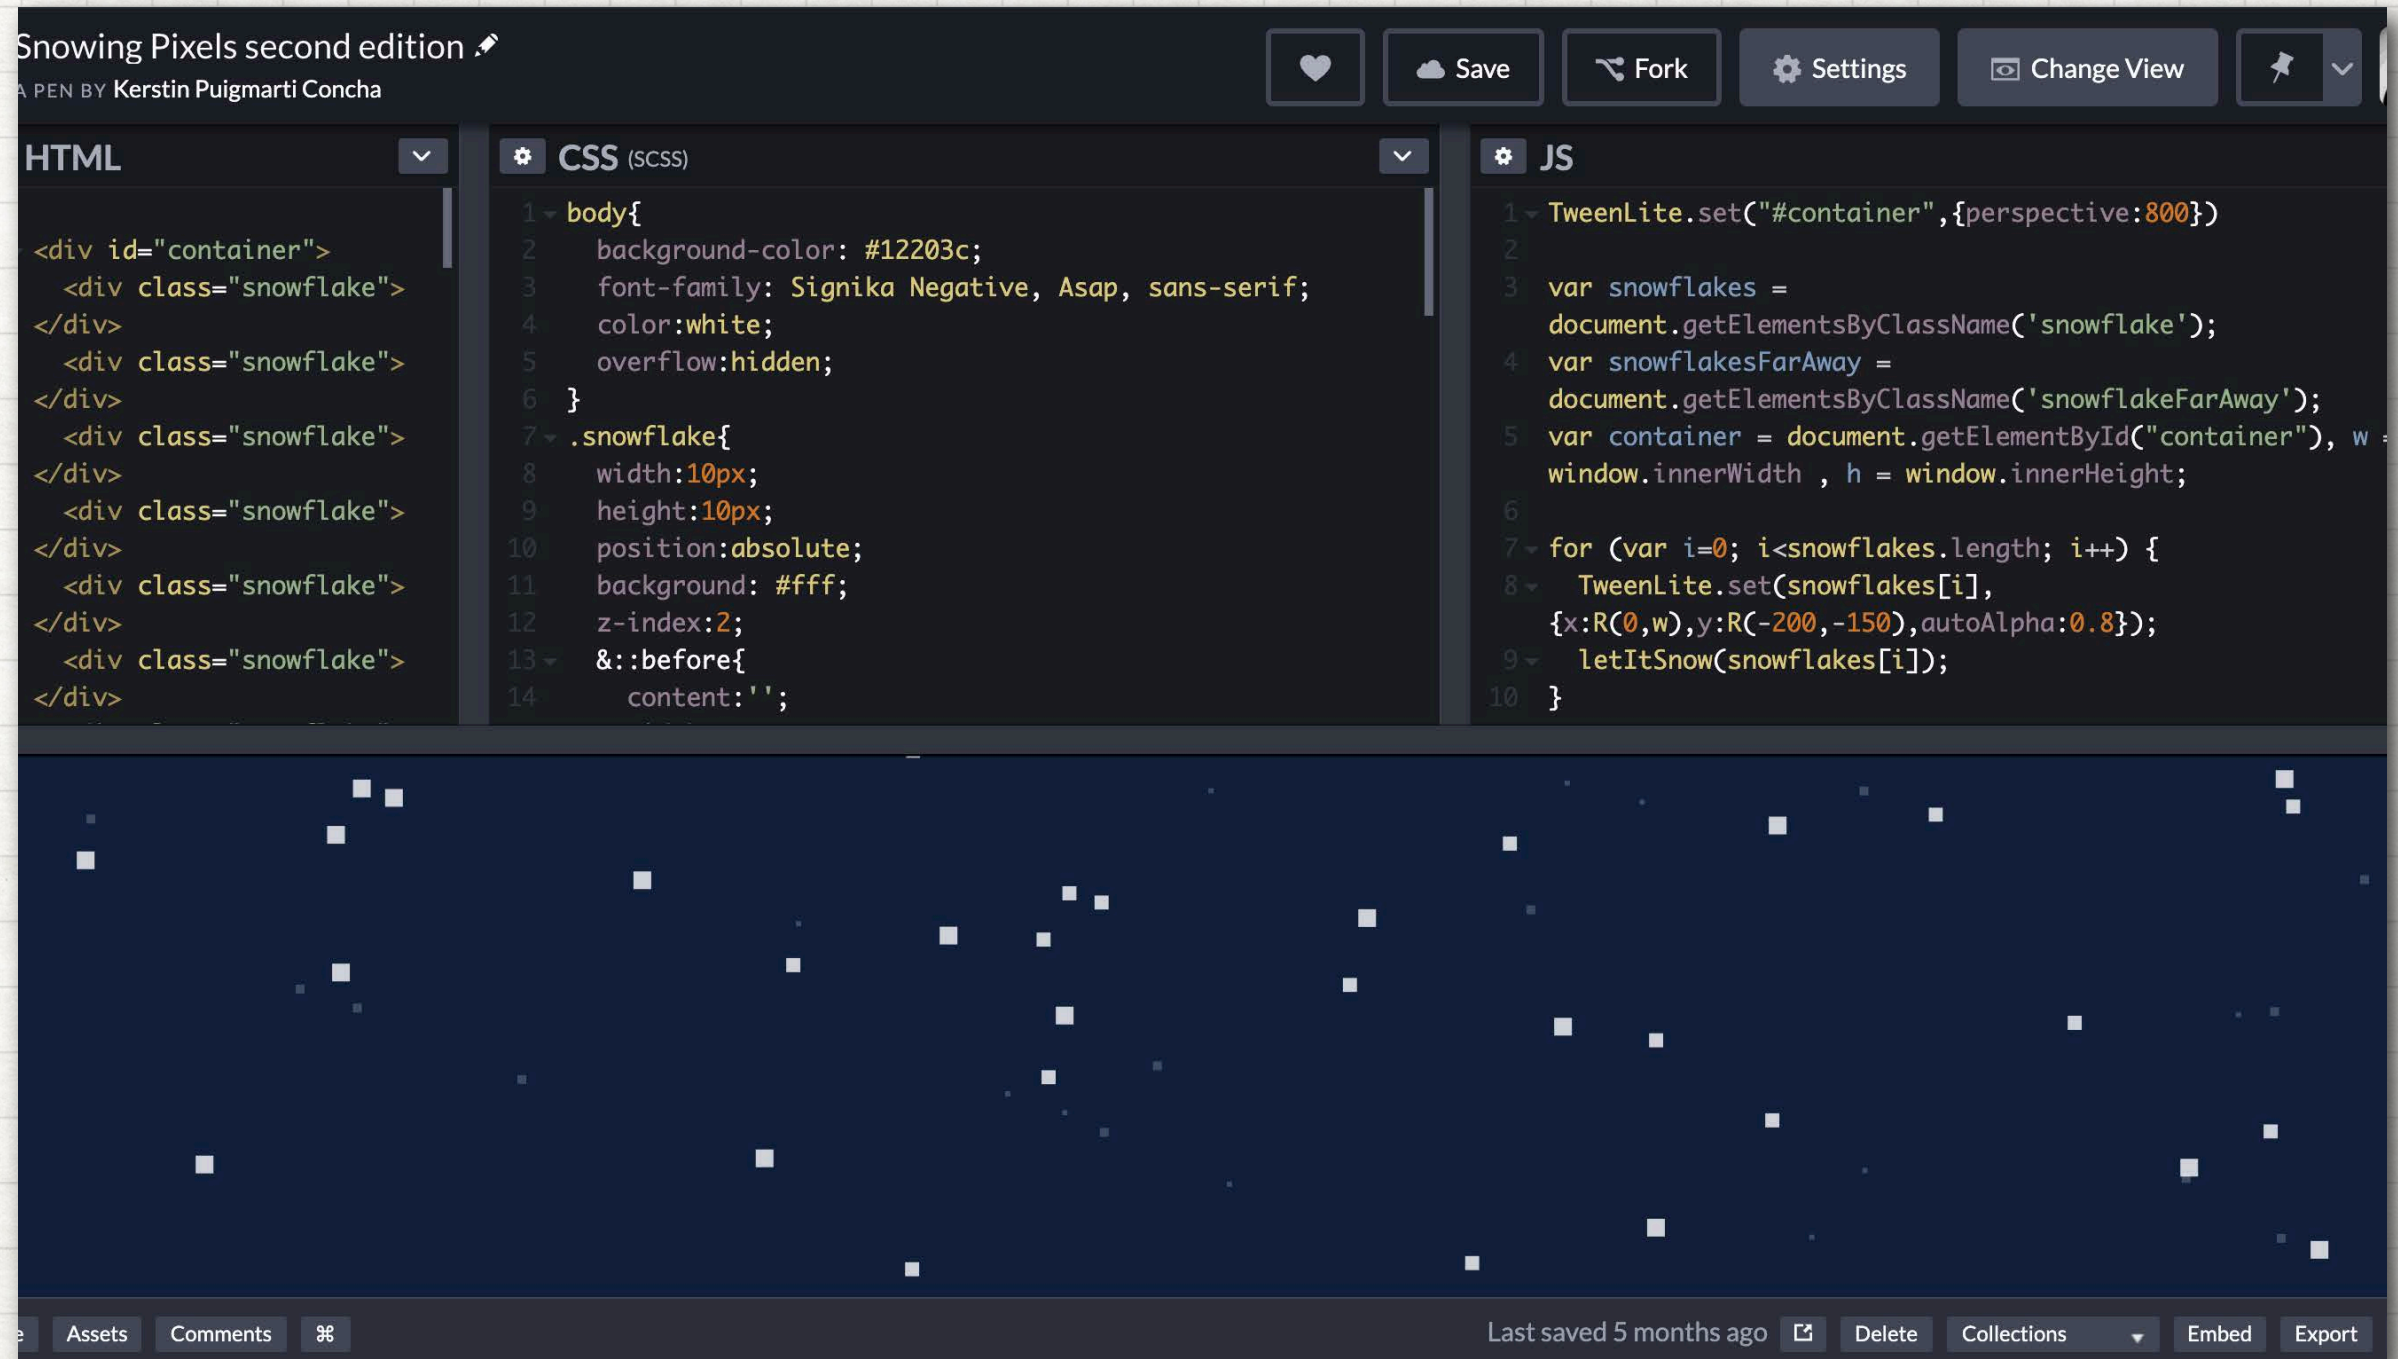 Snowing Pixels second edition
A PEN BY Kerstin Puigmarti Concha
Save
Fork
Settings
Change View
HTML
<div id="container">
<div class="snowflake">
</div>
<div class="snowflake">
</div>
<div class="snowflake">
</div>
<div class="snowflake">
</div>
<div class="snowflake">
</div>
<div class="snowflake">
</div>
CSS (SCSS)
1 body{
2 background-color: #12203c;
3 font-family: Signika Negative, Asap, sans-serif;
4 color:white;
5 overflow:hidden;
6 }
7 .snowflake{
8 width:10px;
9 height:10px;
10 position:absolute;
11 background: #fff;
12 z-index:2;
13 &::before{
14 content:'';
JS
1 TweenLite.set("#container",{perspective:800})
2
3 var snowflakes =
document.getElementsByClassName('snowflake');
4 var snowflakesFarAway =
document.getElementsByClassName('snowflakeFarAway');
5 var container = document.getElementById("container"), w =
window.innerWidth , h = window.innerHeight;
6
7 for (var i=0; i<snowflakes.length; i++) {
8 TweenLite.set(snowflakes[i],
{x:R(0,w),y:R(-200,-150),autoAlpha:0.8});
9 letItSnow(snowflakes[i]);
10 }
Assets
Comments
⌘
Last saved 5 months ago
Delete
Collections
Embed
Export